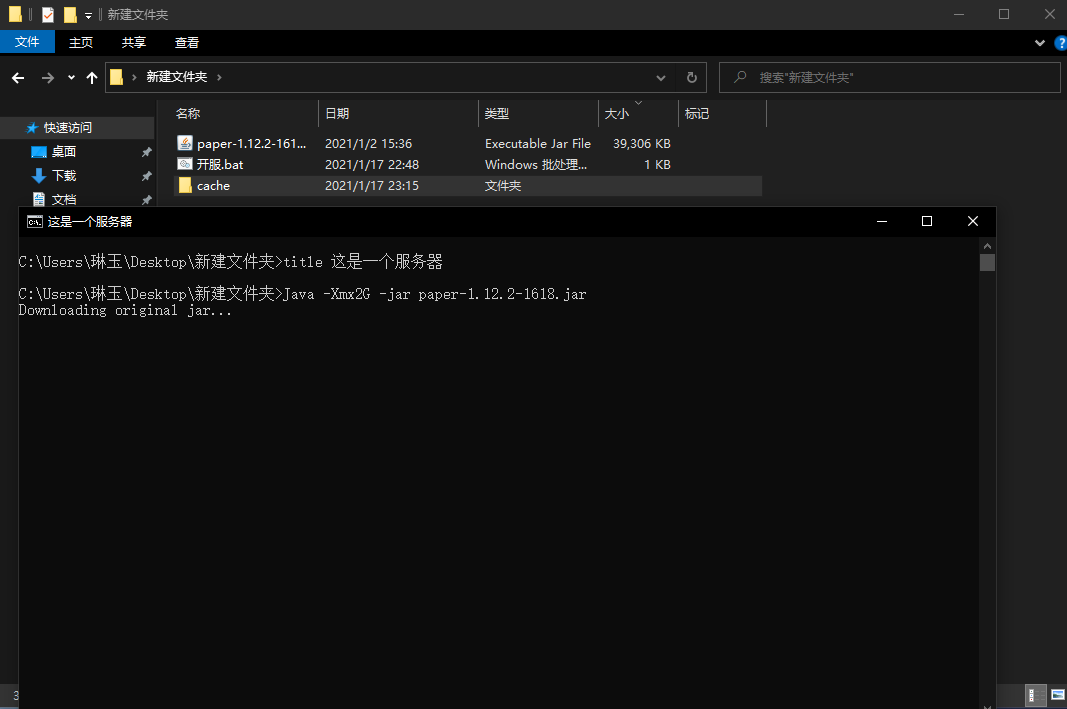 新建文件夹
文件 主页 共享 查看
新建文件夹 搜索"新建文件夹"
名称 日期 类型 大小 标记
快速访问
桌面
下载
文档
paper-1.12.2-161... 2021/1/2 15:36 Executable Jar File 39,306 KB
开服.bat 2021/1/17 22:48 Windows 批处理... 1 KB
cache 2021/1/17 23:15 文件夹
这是一个服务器
C:\Users\琳玉\Desktop\新建文件夹>title 这是一个服务器
C:\Users\琳玉\Desktop\新建文件夹>Java -Xmx2G -jar paper-1.12.2-1618.jar
Downloading original jar...
3